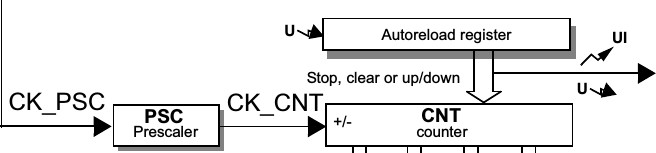 U
Autoreload register
UI
Stop, clear or up/down
U
CK_PSC
PSC
Prescaler
CK_CNT
+/-
CNT
counter